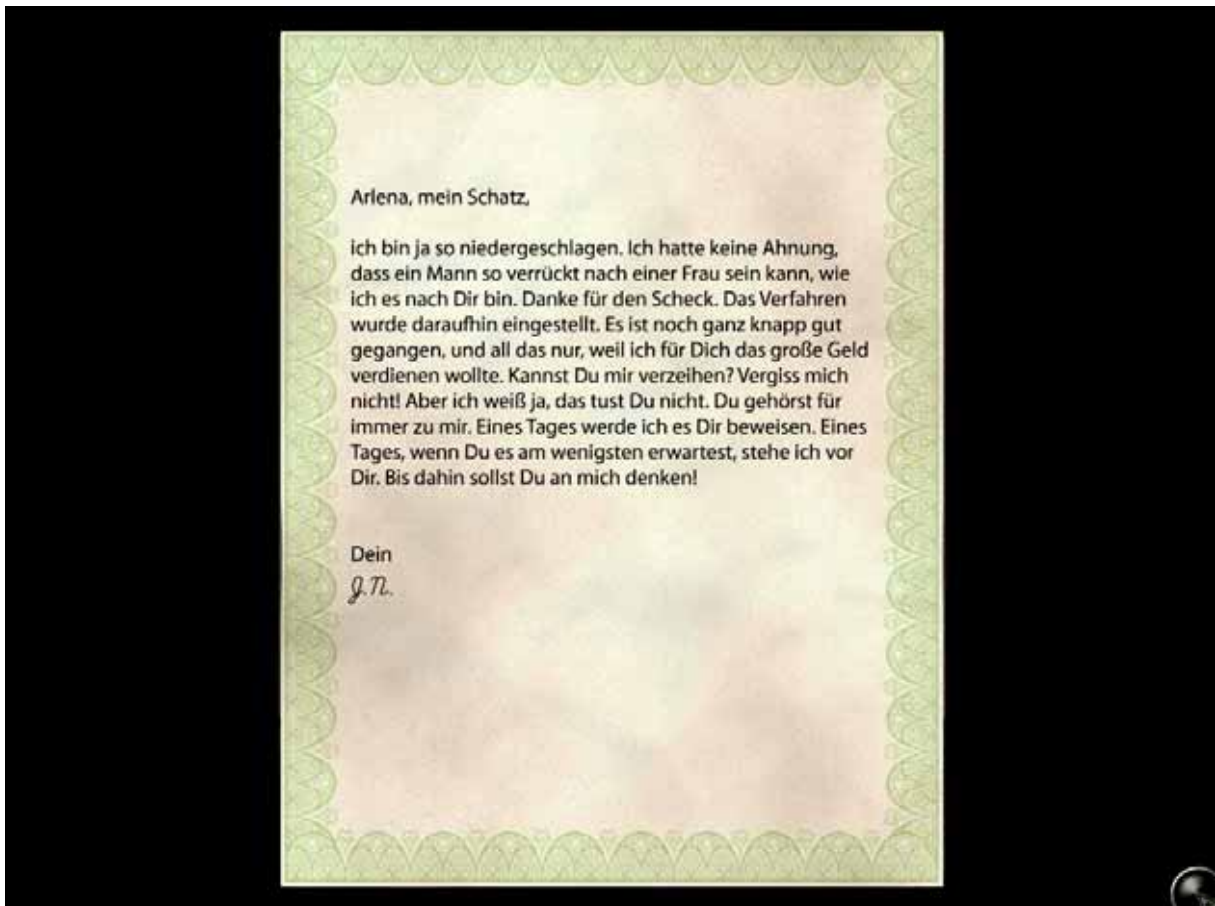 Arlena, mein Schatz,
ich bin ja so niedergeschlagen. Ich hatte keine Ahnung,
dass ein Mann so verrückt nach einer Frau sein kann, wie
ich es nach Dir bin. Danke für den Scheck. Das Verfahren
wurde daraufhin eingestellt. Es ist noch ganz knapp gut
gegangen, und all das nur, weil ich für Dich das große Geld
verdienen wollte. Kannst Du mir verzeihen? Vergiss mich
nicht! Aber ich weiß ja, das tust Du nicht. Du gehörst für
immer zu mir. Eines Tages werde ich es Dir beweisen. Eines
Tages, wenn Du es am wenigsten erwartest, stehe ich vor
Dir. Bis dahin sollst Du an mich denken!
Dein
J.N.